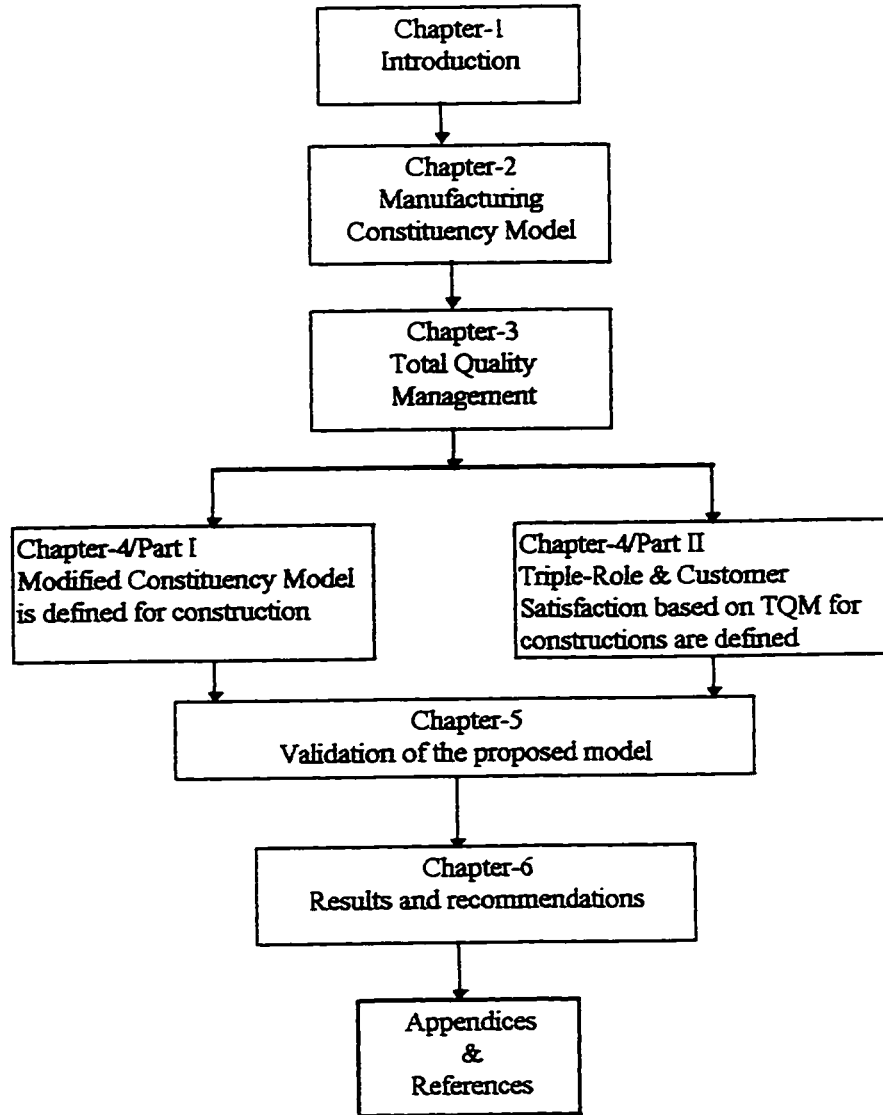 Chapter-1
Introduction
Chapter-2
Manufacturing
Constituency Model
Chapter-3
Total Quality
Management
Chapter-4/Part I
Modified Constituency Model
is defined for construction
Chapter-4/Part II
Triple-Role & Customer
Satisfaction based on TQM for
constructions are defined
Chapter-5
Validation of the proposed model
Chapter-6
Results and recommendations
Appendices
&
References